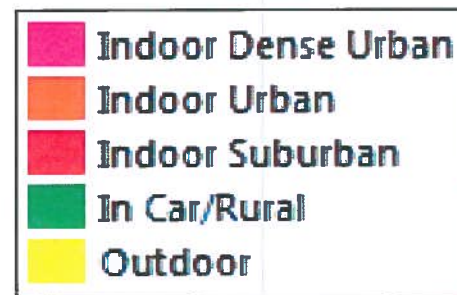 Indoor Dense Urban
Indoor Urban
Indoor Suburban
In Car/Rural
Outdoor